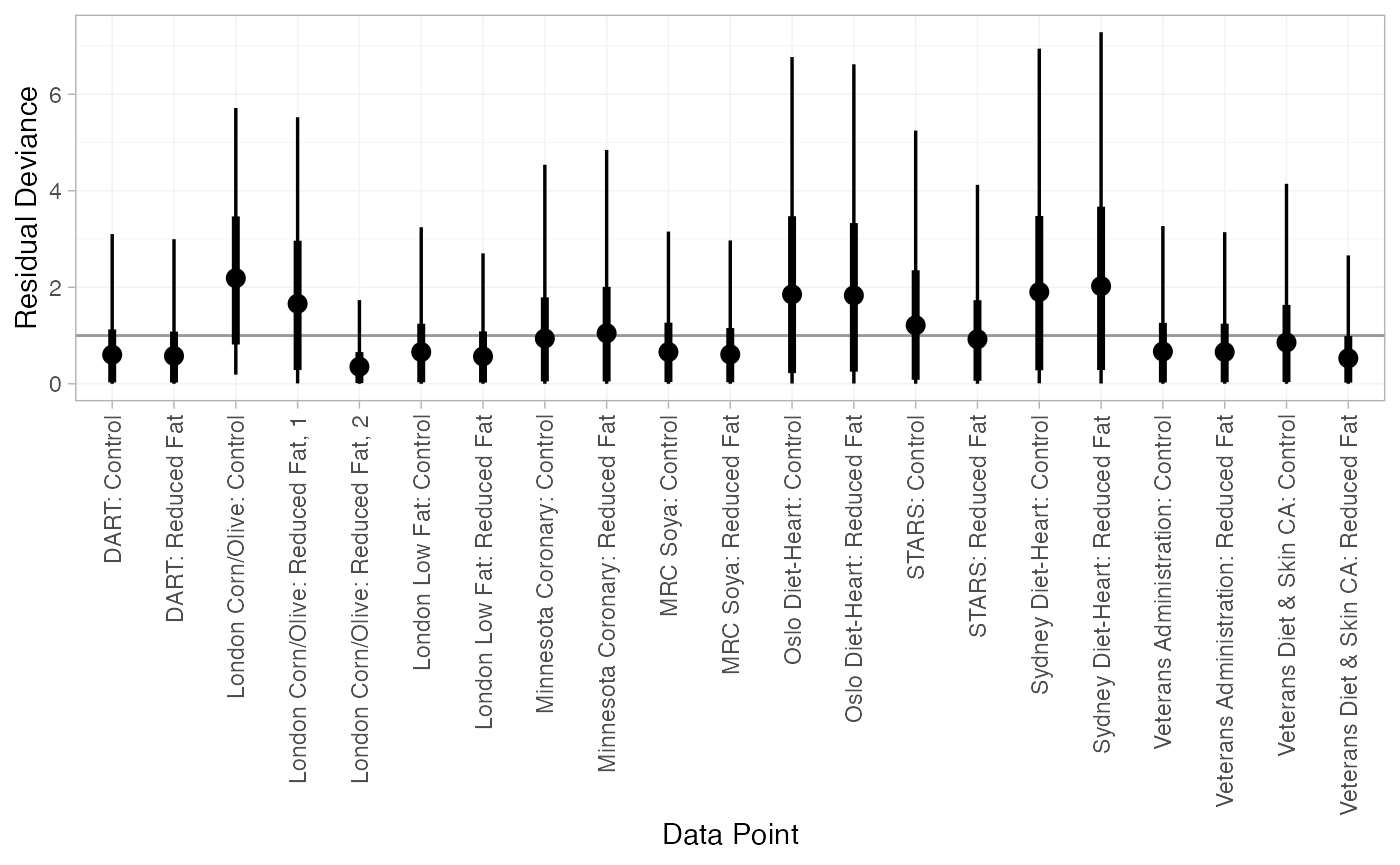 Residual Deviance
6
4
2
0
DART: Control
DART: Reduced Fat
London Corn/Olive: Control
London Corn/Olive: Reduced Fat, 1
London Corn/Olive: Reduced Fat, 2
London Low Fat: Control
London Low Fat: Reduced Fat
Minnesota Coronary: Control
Minnesota Coronary: Reduced Fat
MRC Soya: Control
MRC Soya: Reduced Fat
Oslo Diet-Heart: Control
Oslo Diet-Heart: Reduced Fat
STARS: Control
STARS: Reduced Fat
Sydney Diet-Heart: Control
Sydney Diet-Heart: Reduced Fat
Veterans Administration: Control
Veterans Administration: Reduced Fat
Veterans Diet & Skin CA: Control
Veterans Diet & Skin CA: Reduced Fat
Data Point